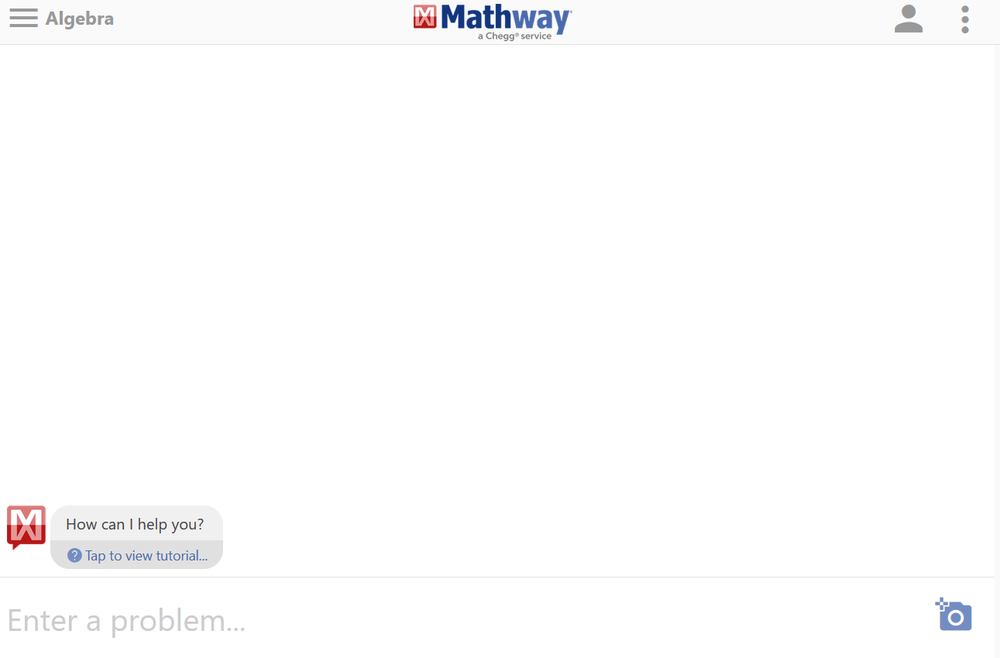 Algebra
Mathway
a Chegg® service
How can I help you?
? Tap to view tutorial...
Enter a problem...